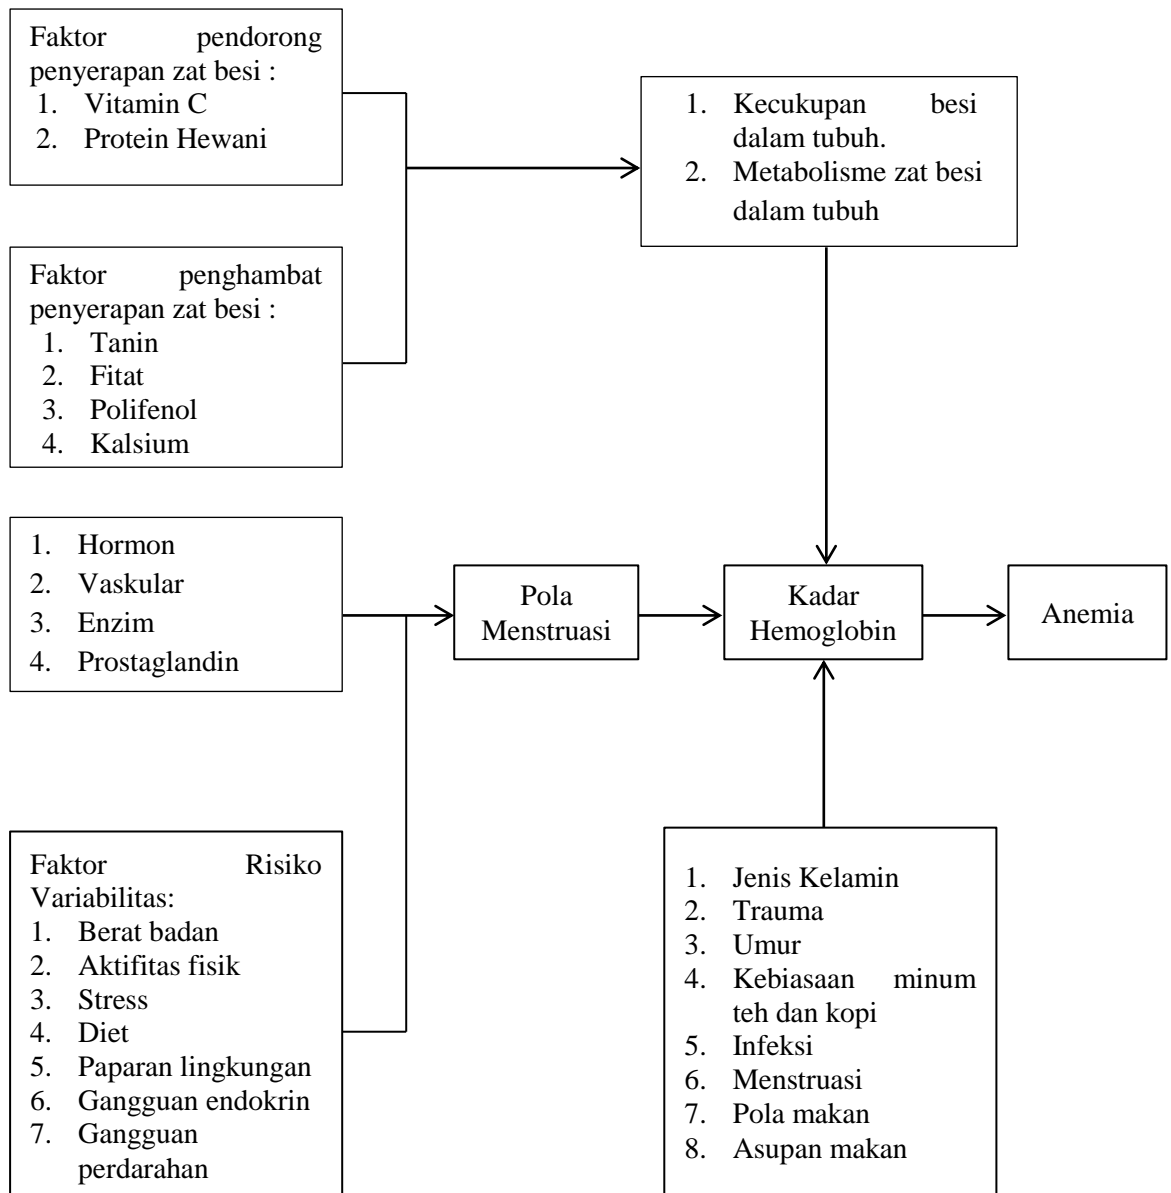 Faktor pendorong
penyerapan zat besi :
1. Vitamin C
2. Protein Hewani
1. Kecukupan besi
dalam tubuh.
2. Metabolisme zat besi
dalam tubuh
Faktor penghambat
penyerapan zat besi :
1. Tanin
2. Fitat
3. Polifenol
4. Kalsium
1. Hormon
2. Vaskular
3. Enzim
4. Prostaglandin
Pola
Menstruasi
Kadar
Hemoglobin
Anemia
Faktor Risiko
Variabilitas:
1. Berat badan
2. Aktifitas fisik
3. Stress
4. Diet
5. Paparan lingkungan
6. Gangguan endokrin
7. Gangguan
perdarahan
1. Jenis Kelamin
2. Trauma
3. Umur
4. Kebiasaan minum
teh dan kopi
5. Infeksi
6. Menstruasi
7. Pola makan
8. Asupan makan